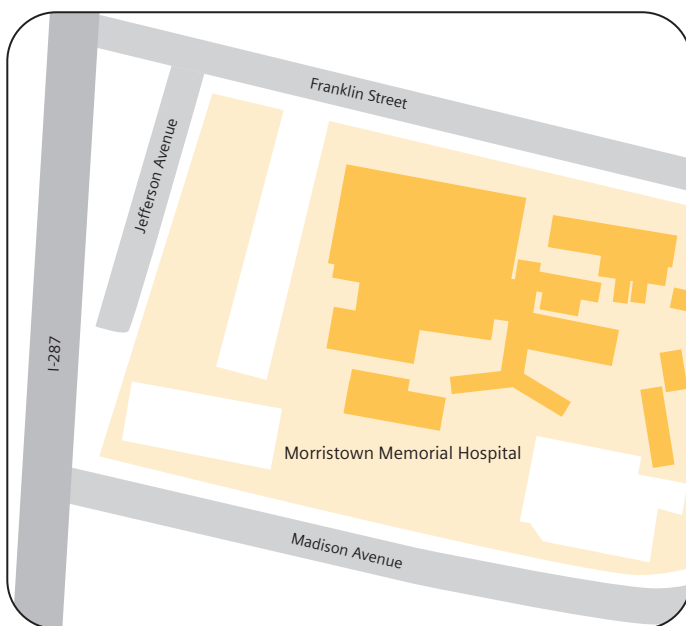 Franklin Street
Jefferson Avenue
I-287
Morristown Memorial Hospital
Madison Avenue